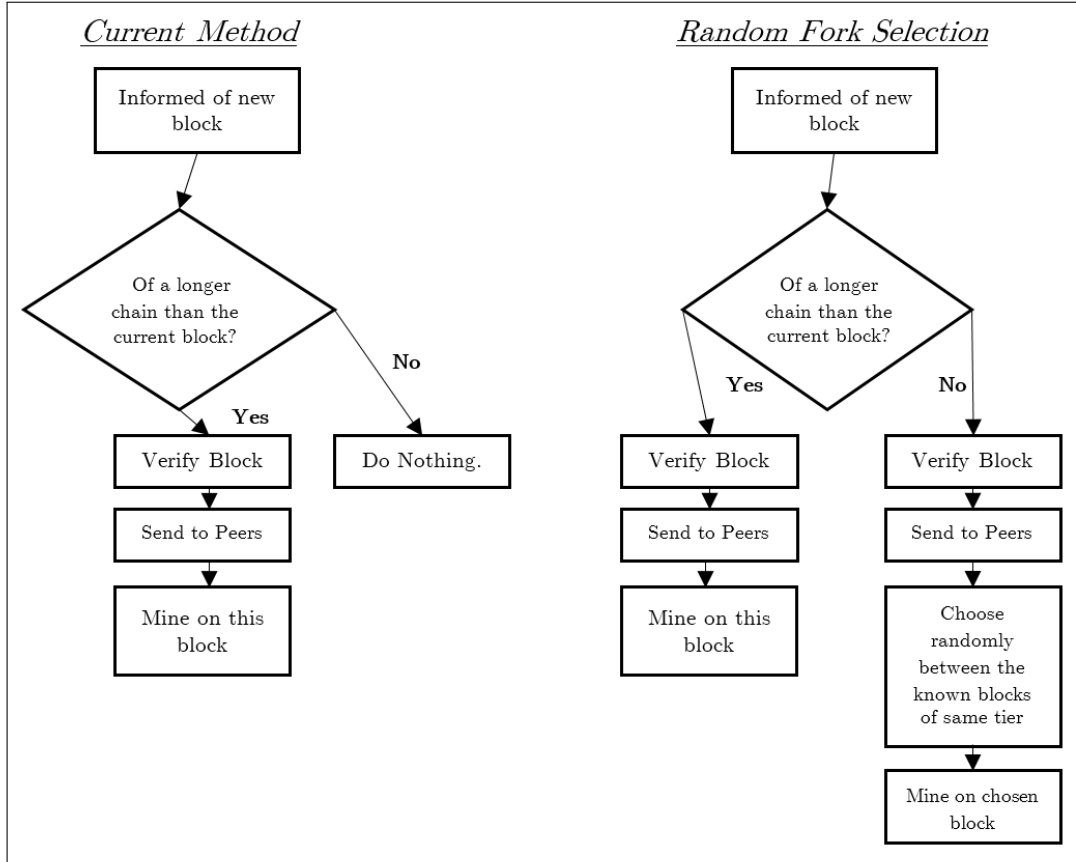 Current Method
Informed of new
block
Of a longer
chain than the
current block?
No
Yes
Verify Block
Do Nothing.
Send to Peers
Mine on this
block
Random Fork Selection
Informed of new
block
Of a longer
chain than the
current block?
Yes
No
Verify Block
Send to Peers
Mine on this
block
Verify Block
Send to Peers
Choose
randomly
between the
known blocks
of same tier
Mine on chosen
block